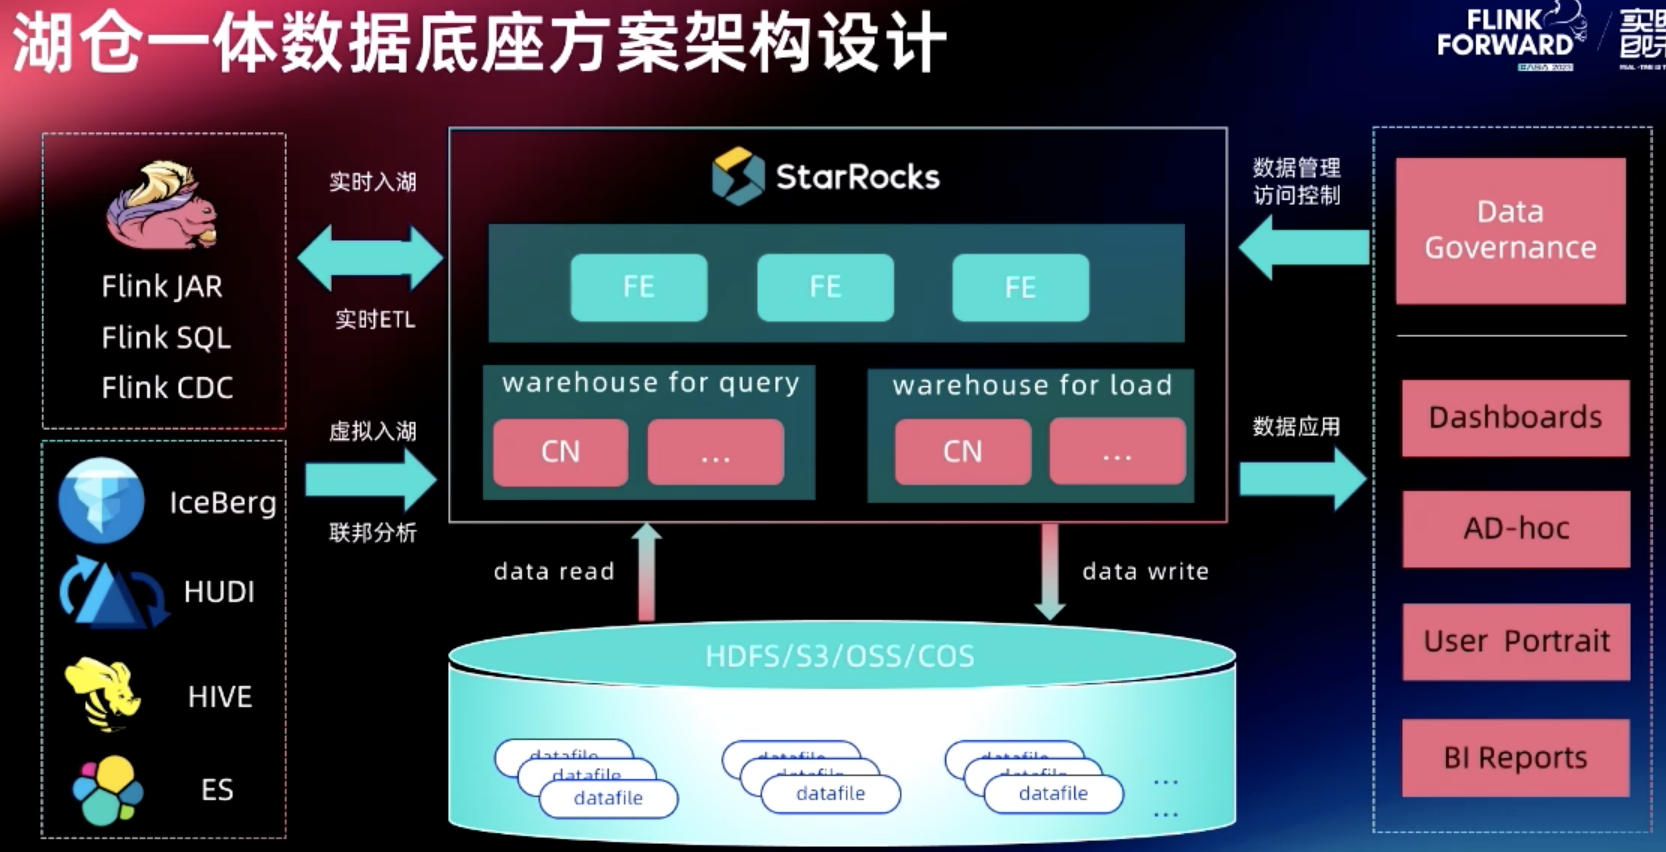 湖仓一体数据底座方案架构设计
FLINK
FORWARD
Flink JAR
Flink SQL
Flink CDC
IceBerg
HUDI
HIVE
ES
实时入湖
实时ETL
虚拟入湖
联邦分析
StarRocks
FE
FE
FE
warehouse for query
CN
...
warehouse for load
CN
...
data read
data write
HDFS/S3/OSS/COS
datafile
datafile
datafile
datafile
datafile
datafile
datafile
datafile
datafile
...
...
数据管理
访问控制
数据应用
Data
Governance
Dashboards
AD-hoc
User Portrait
BI Reports